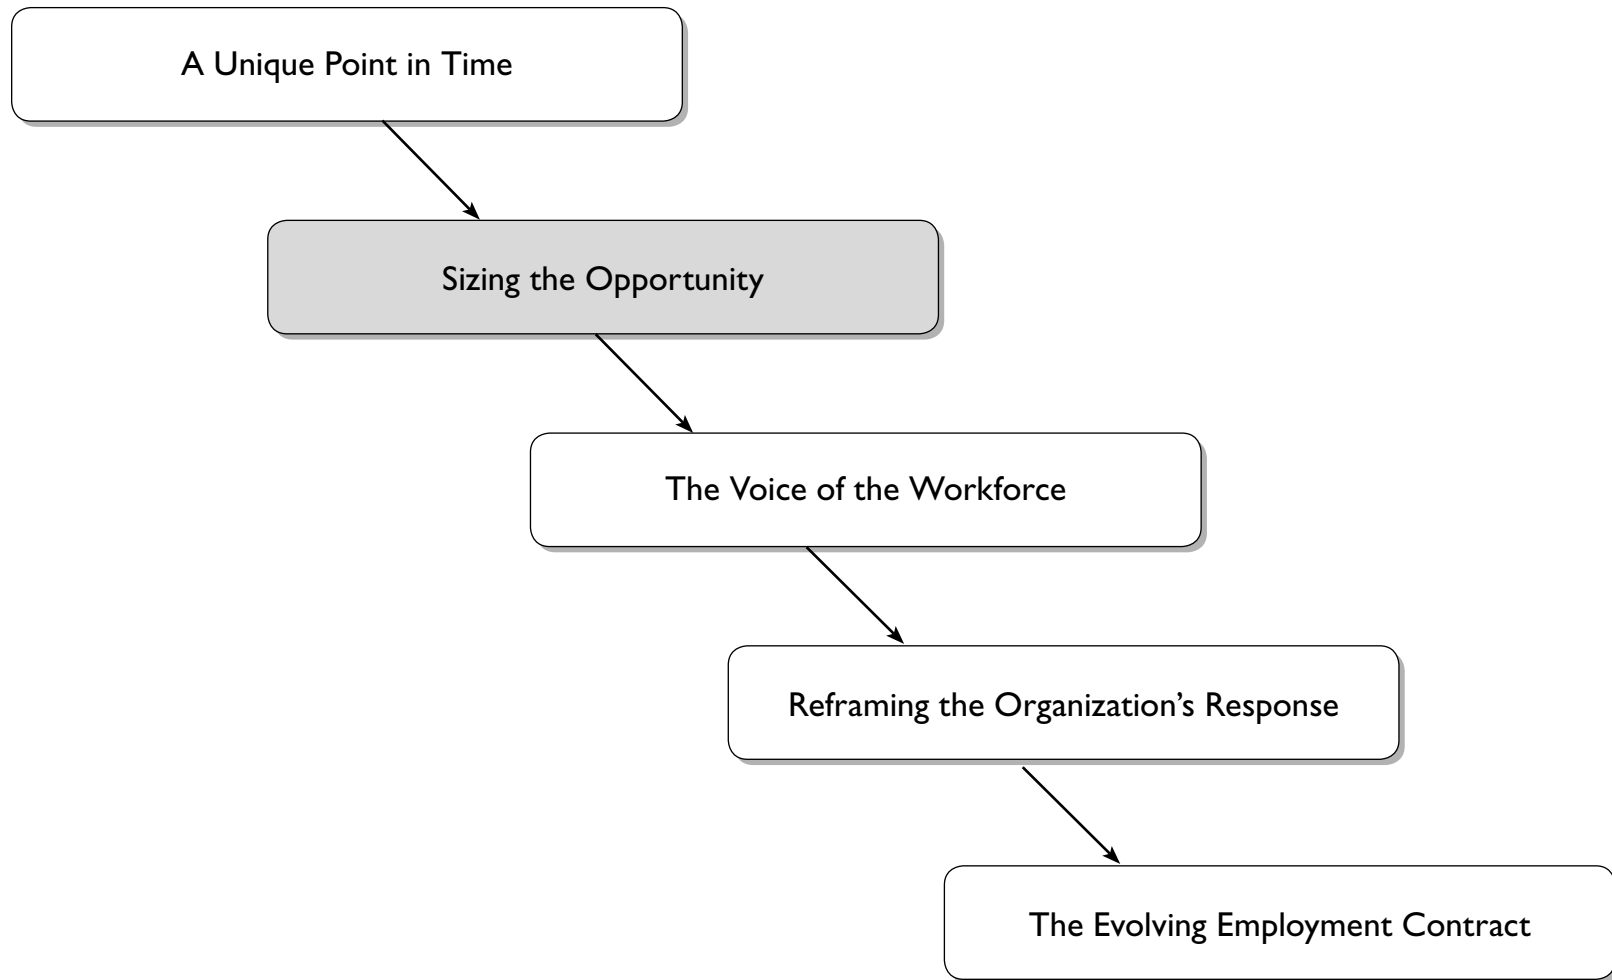 A Unique Point in Time
Sizing the Opportunity
The Voice of the Workforce
Reframing the Organization’s Response
The Evolving Employment Contract